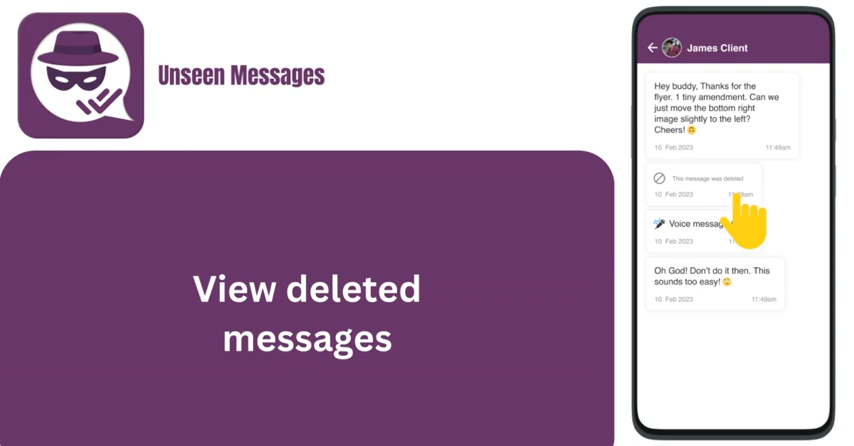 Unseen Messages
View deleted
messages
James Client
Hey buddy, Thanks for the
flyer. 1 tiny amendment. Can we
just move the bottom right
image slightly to the left?
Cheers! 🙃
10 Feb 2023 11:49am
This message was deleted
10 Feb 2023
Voice
10 Feb 2023
Oh God! Don't do it then. This
sounds too easy! 🙄
10 Feb 2023 11:49am